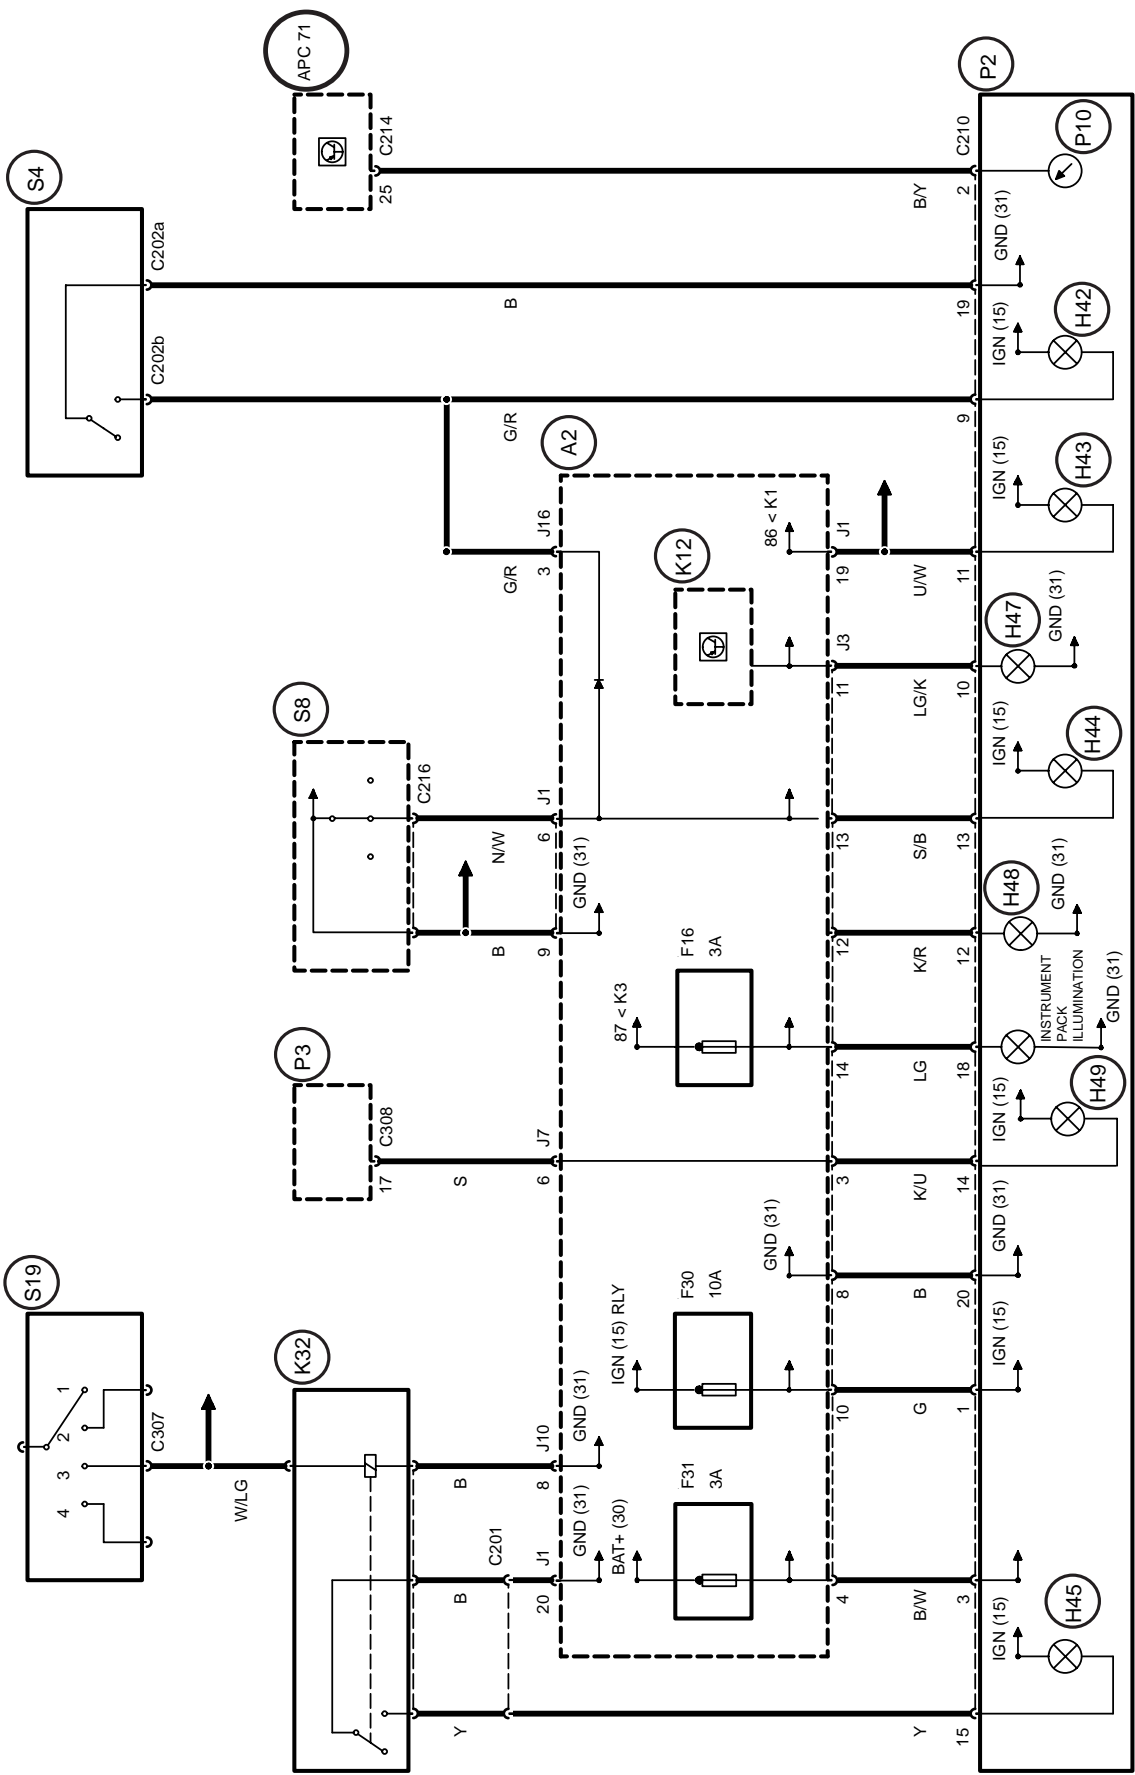 S19
S4
4
3
2
1
C307
C202b
C202a
W/LG
K32
P3
S8
APC 71
17
C308
25
C214
C216
Y
B
B
S
C201
B
N/W
G/R
G/R
B
20
J1
8
J10
6
J7
9
6
J1
3
J16
A2
GND (31)
GND (31)
GND (31)
BAT+ (30)
IGN (15) RLY
87 < K3
F31
F30
F16
K12
3A
10A
3A
GND (31)
86 < K1
4
10
8
3
14
12
13
11
J3
19
J1
B/W
G
B
K/U
LG
K/R
S/B
LG/K
U/W
Y
B/Y
15
3
1
20
14
18
12
13
10
11
9
19
2
C210
P2
IGN (15)
IGN (15)
GND (31)
IGN (15)
IGN (15)
IGN (15)
IGN (15)
GND (31)
H48
H47
INSTRUMENT
PACK
ILLUMINATION
GND (31)
GND (31)
GND (31)
H45
H49
H44
H43
H42
P10